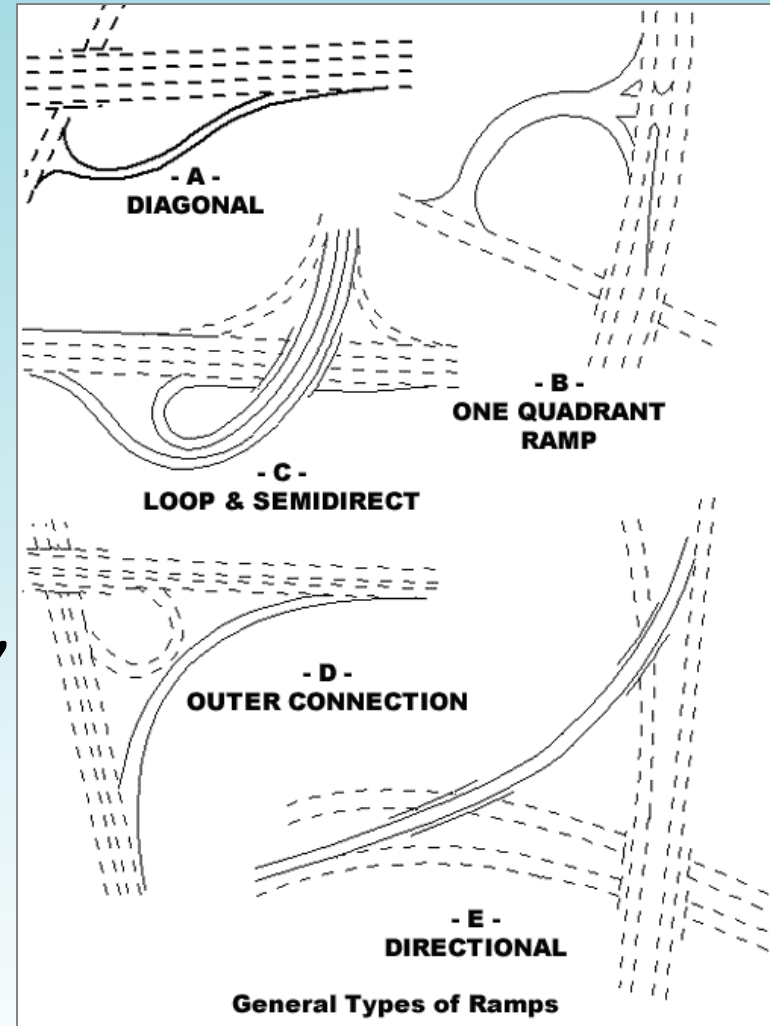 - A -
DIAGONAL
- B -
ONE QUADRANT
RAMP
- C -
LOOP & SEMIDIRECT
- D -
OUTER CONNECTION
- E -
DIRECTIONAL
General Types of Ramps